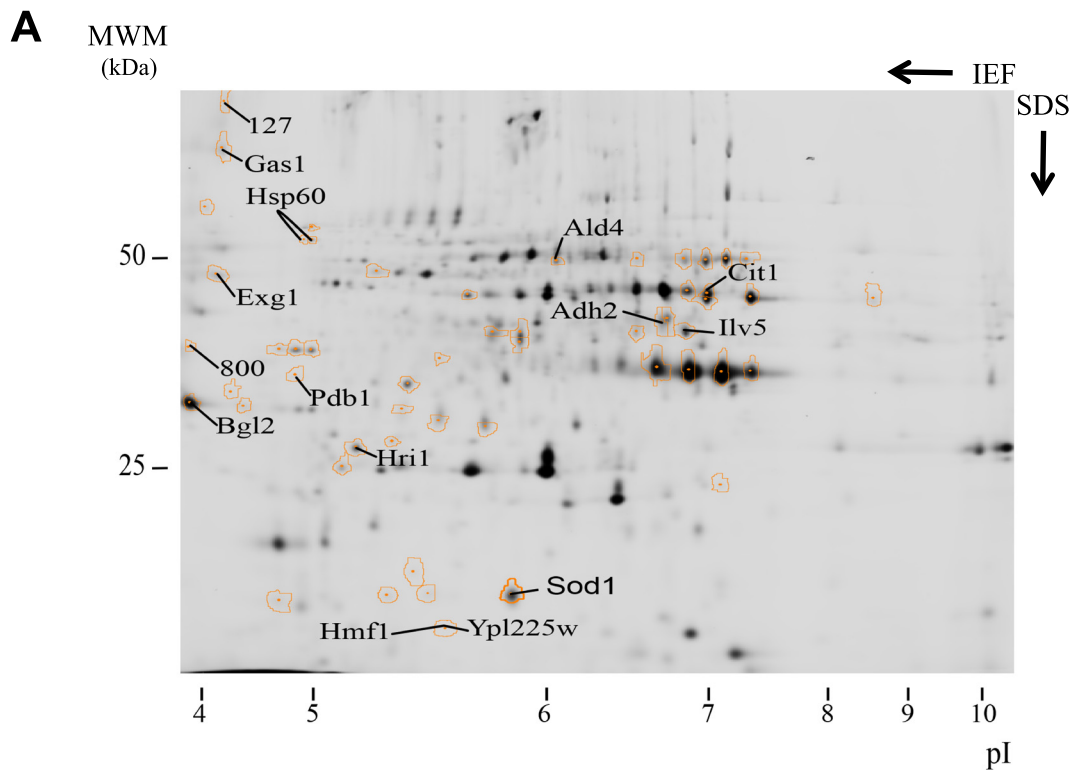 A
MWM
(kDa)
IEF
SDS
127
Gas1
Hsp60
Ald4
50
Cit1
Exg1
Adh2
Ilv5
800
Pdb1
Bgl2
Hri1
25
Sod1
Hmf1
Ypl225w
4 5 6 7 8 9 10
pI